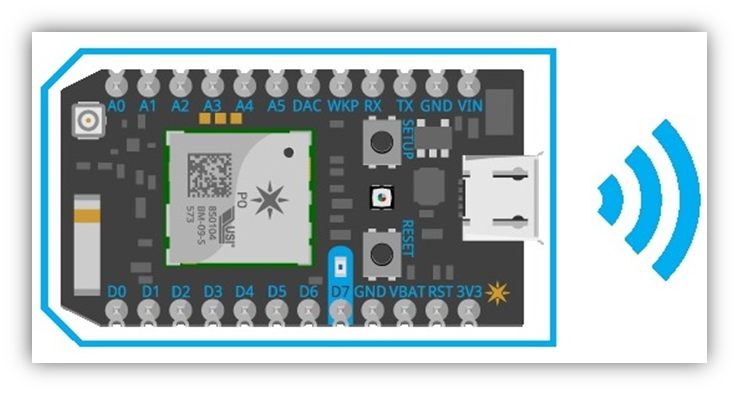 A0 A1 A2 A3 A4 A5 DAC WKP RX TX GND VIN
SETUP
P0
USI
850104
BM-09-S
573
RESET
D0 D1 D2 D3 D4 D5 D6 D7 GND VBAT RST 3V3